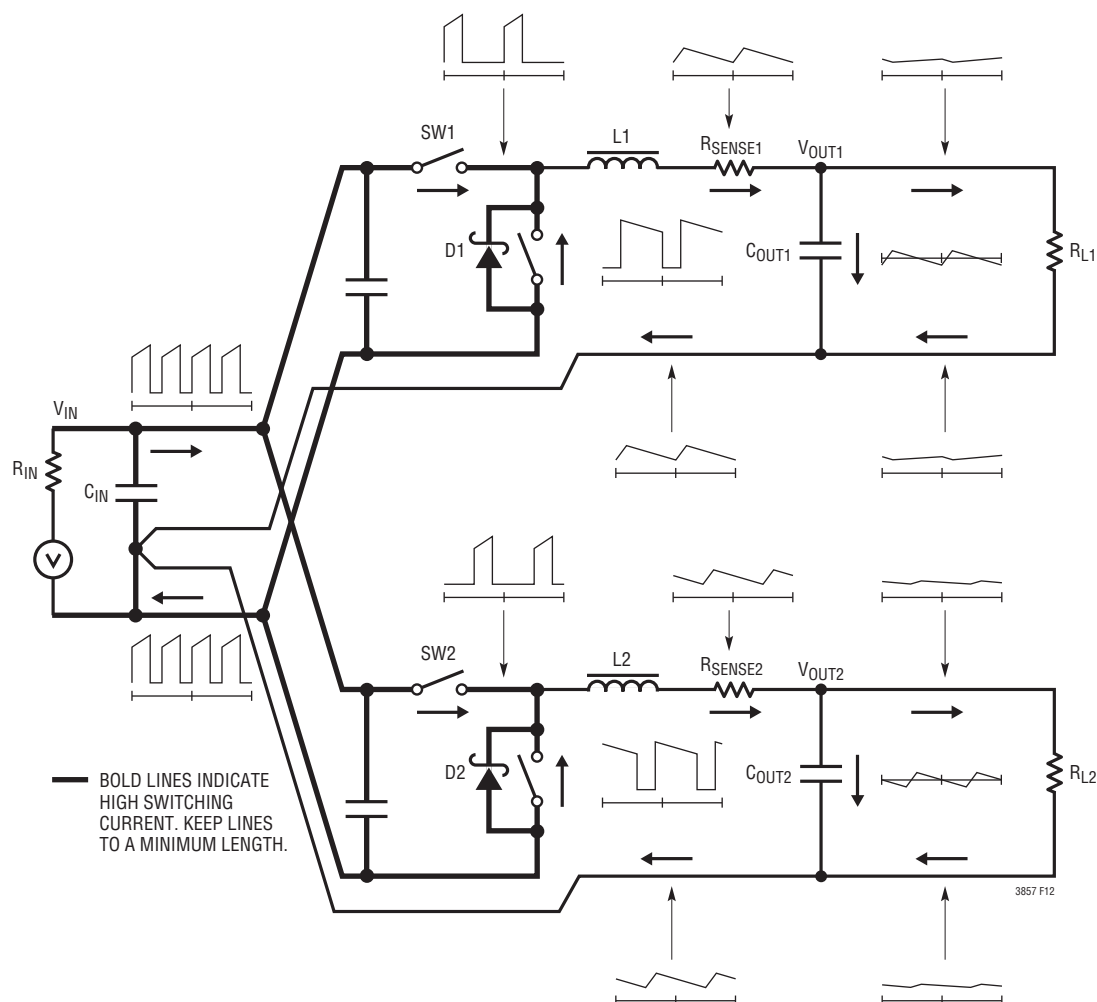 SW1
L1
RSENSE1
VOUT1
D1
COUT1
RL1
VIN
RIN
CIN
V
SW2
L2
RSENSE2
VOUT2
D2
COUT2
RL2
BOLD LINES INDICATE
HIGH SWITCHING
CURRENT. KEEP LINES
TO A MINIMUM LENGTH.
3857 F12